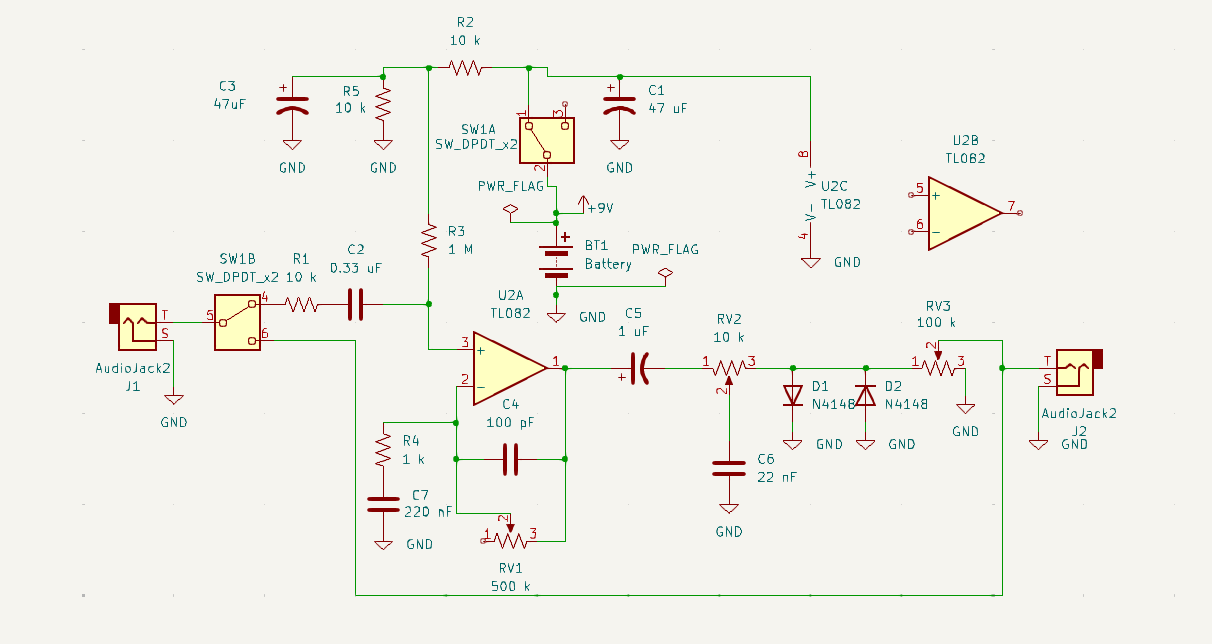 R2
10 k
C3
47uF
R5
10 k
GND
GND
1
3
SW1A
SW_DPDT_x2
2
C1
47 uF
GND
8
V+
V-
4
U2C
TL082
GND
U2B
TL082
5
6
7
PWR_FLAG
+9V
BT1
Battery
PWR_FLAG
GND
R3
1 M
SW1B
SW_DPDT_x2
R1
10 k
C2
0.33 uF
T
S
5
4
6
AudioJack2
J1
GND
U2A
TL082
3
2
1
C5
1 uF
RV2
10 k
1
3
2
RV3
100 k
2
1
3
D1
N4148
D2
N4148
GND
GND
GND
T
S
AudioJack2
J2
GND
C4
100 pF
R4
1 k
C7
220 nF
GND
2
1
3
RV1
500 k
C6
22 nF
GND